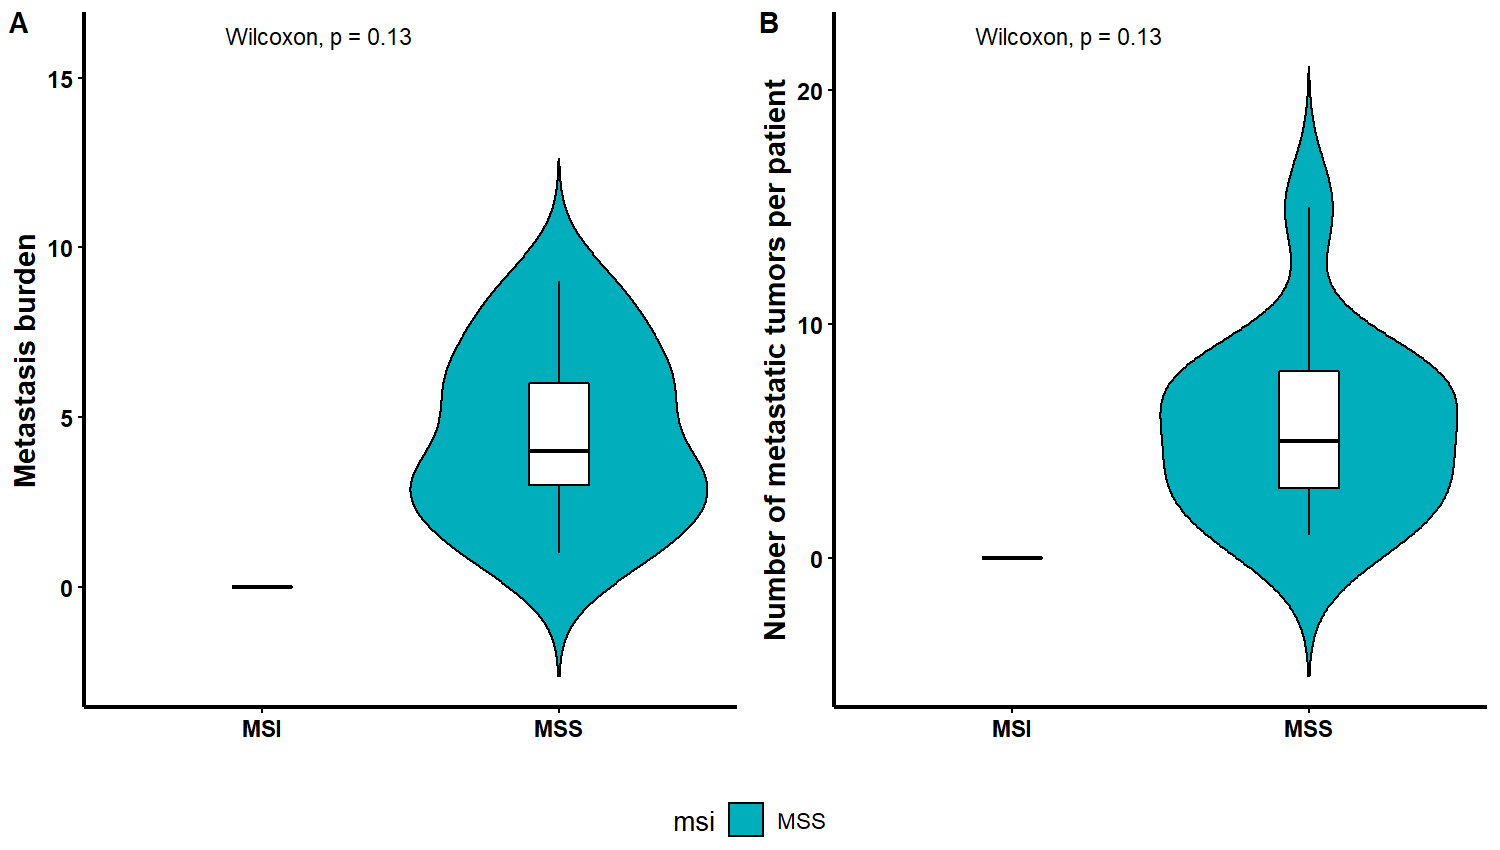 A
Wilcoxon, p = 0.13
Metastasis burden
15
10
5
0
MSI
MSS
B
Wilcoxon, p = 0.13
Number of metastatic tumors per patient
20
10
0
MSI
MSS
msi
MSS